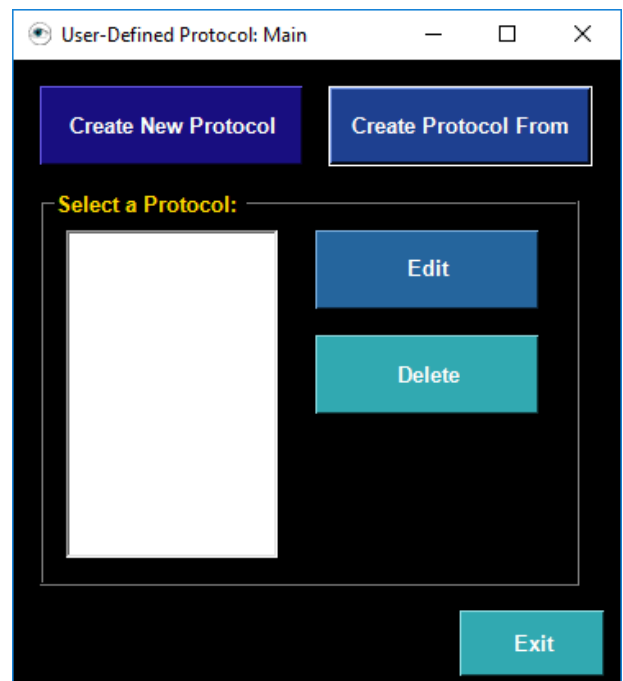 User-Defined Protocol: Main
Create New Protocol
Create Protocol From
Select a Protocol:
Edit
Delete
Exit